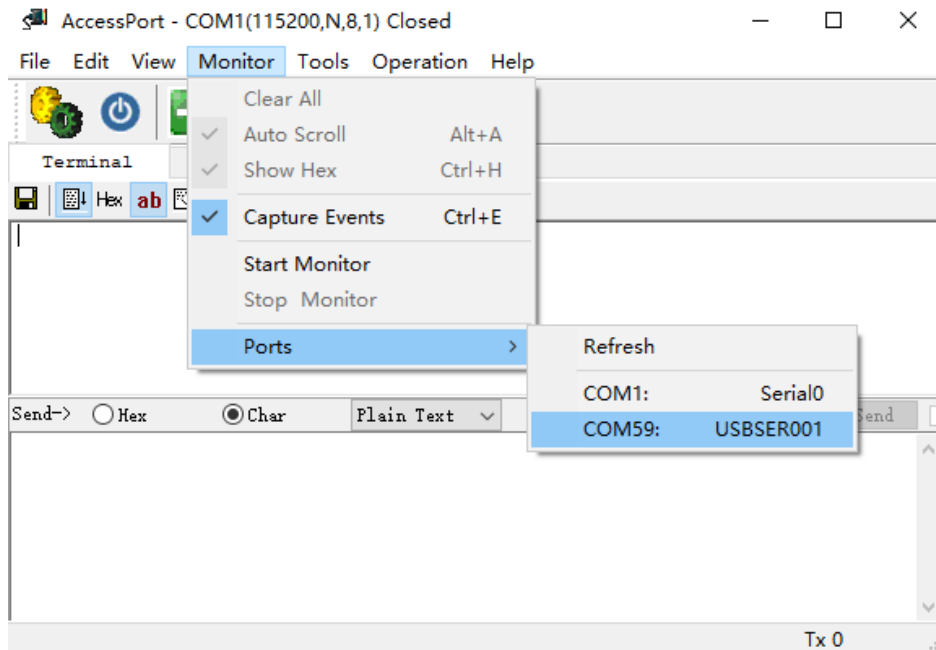 AccessPort - COM1(115200,N,8,1) Closed
File Edit View Monitor Tools Operation Help
Clear All
Auto Scroll Alt+A
Terminal
Show Hex Ctrl+H
Hex ab
Capture Events Ctrl+E
Start Monitor
Stop Monitor
Ports Refresh
COM1: Serial0
Send-> Hex Char Plain Text Send
COM59: USBSER001
Tx 0